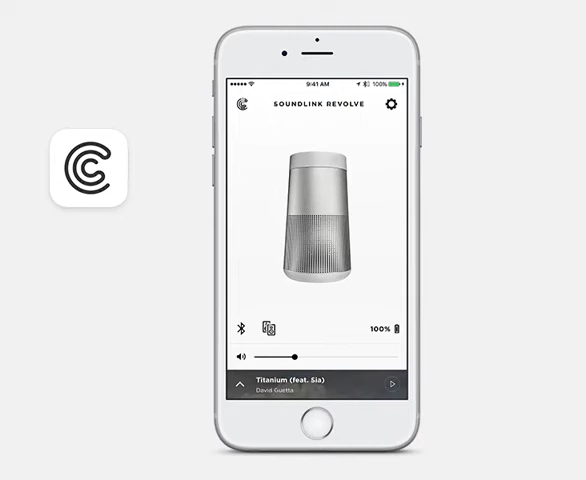 9:41 AM
100%
SOUNDLINK REVOLVE
100%
Titanium (feat. Sia)
David Guetta